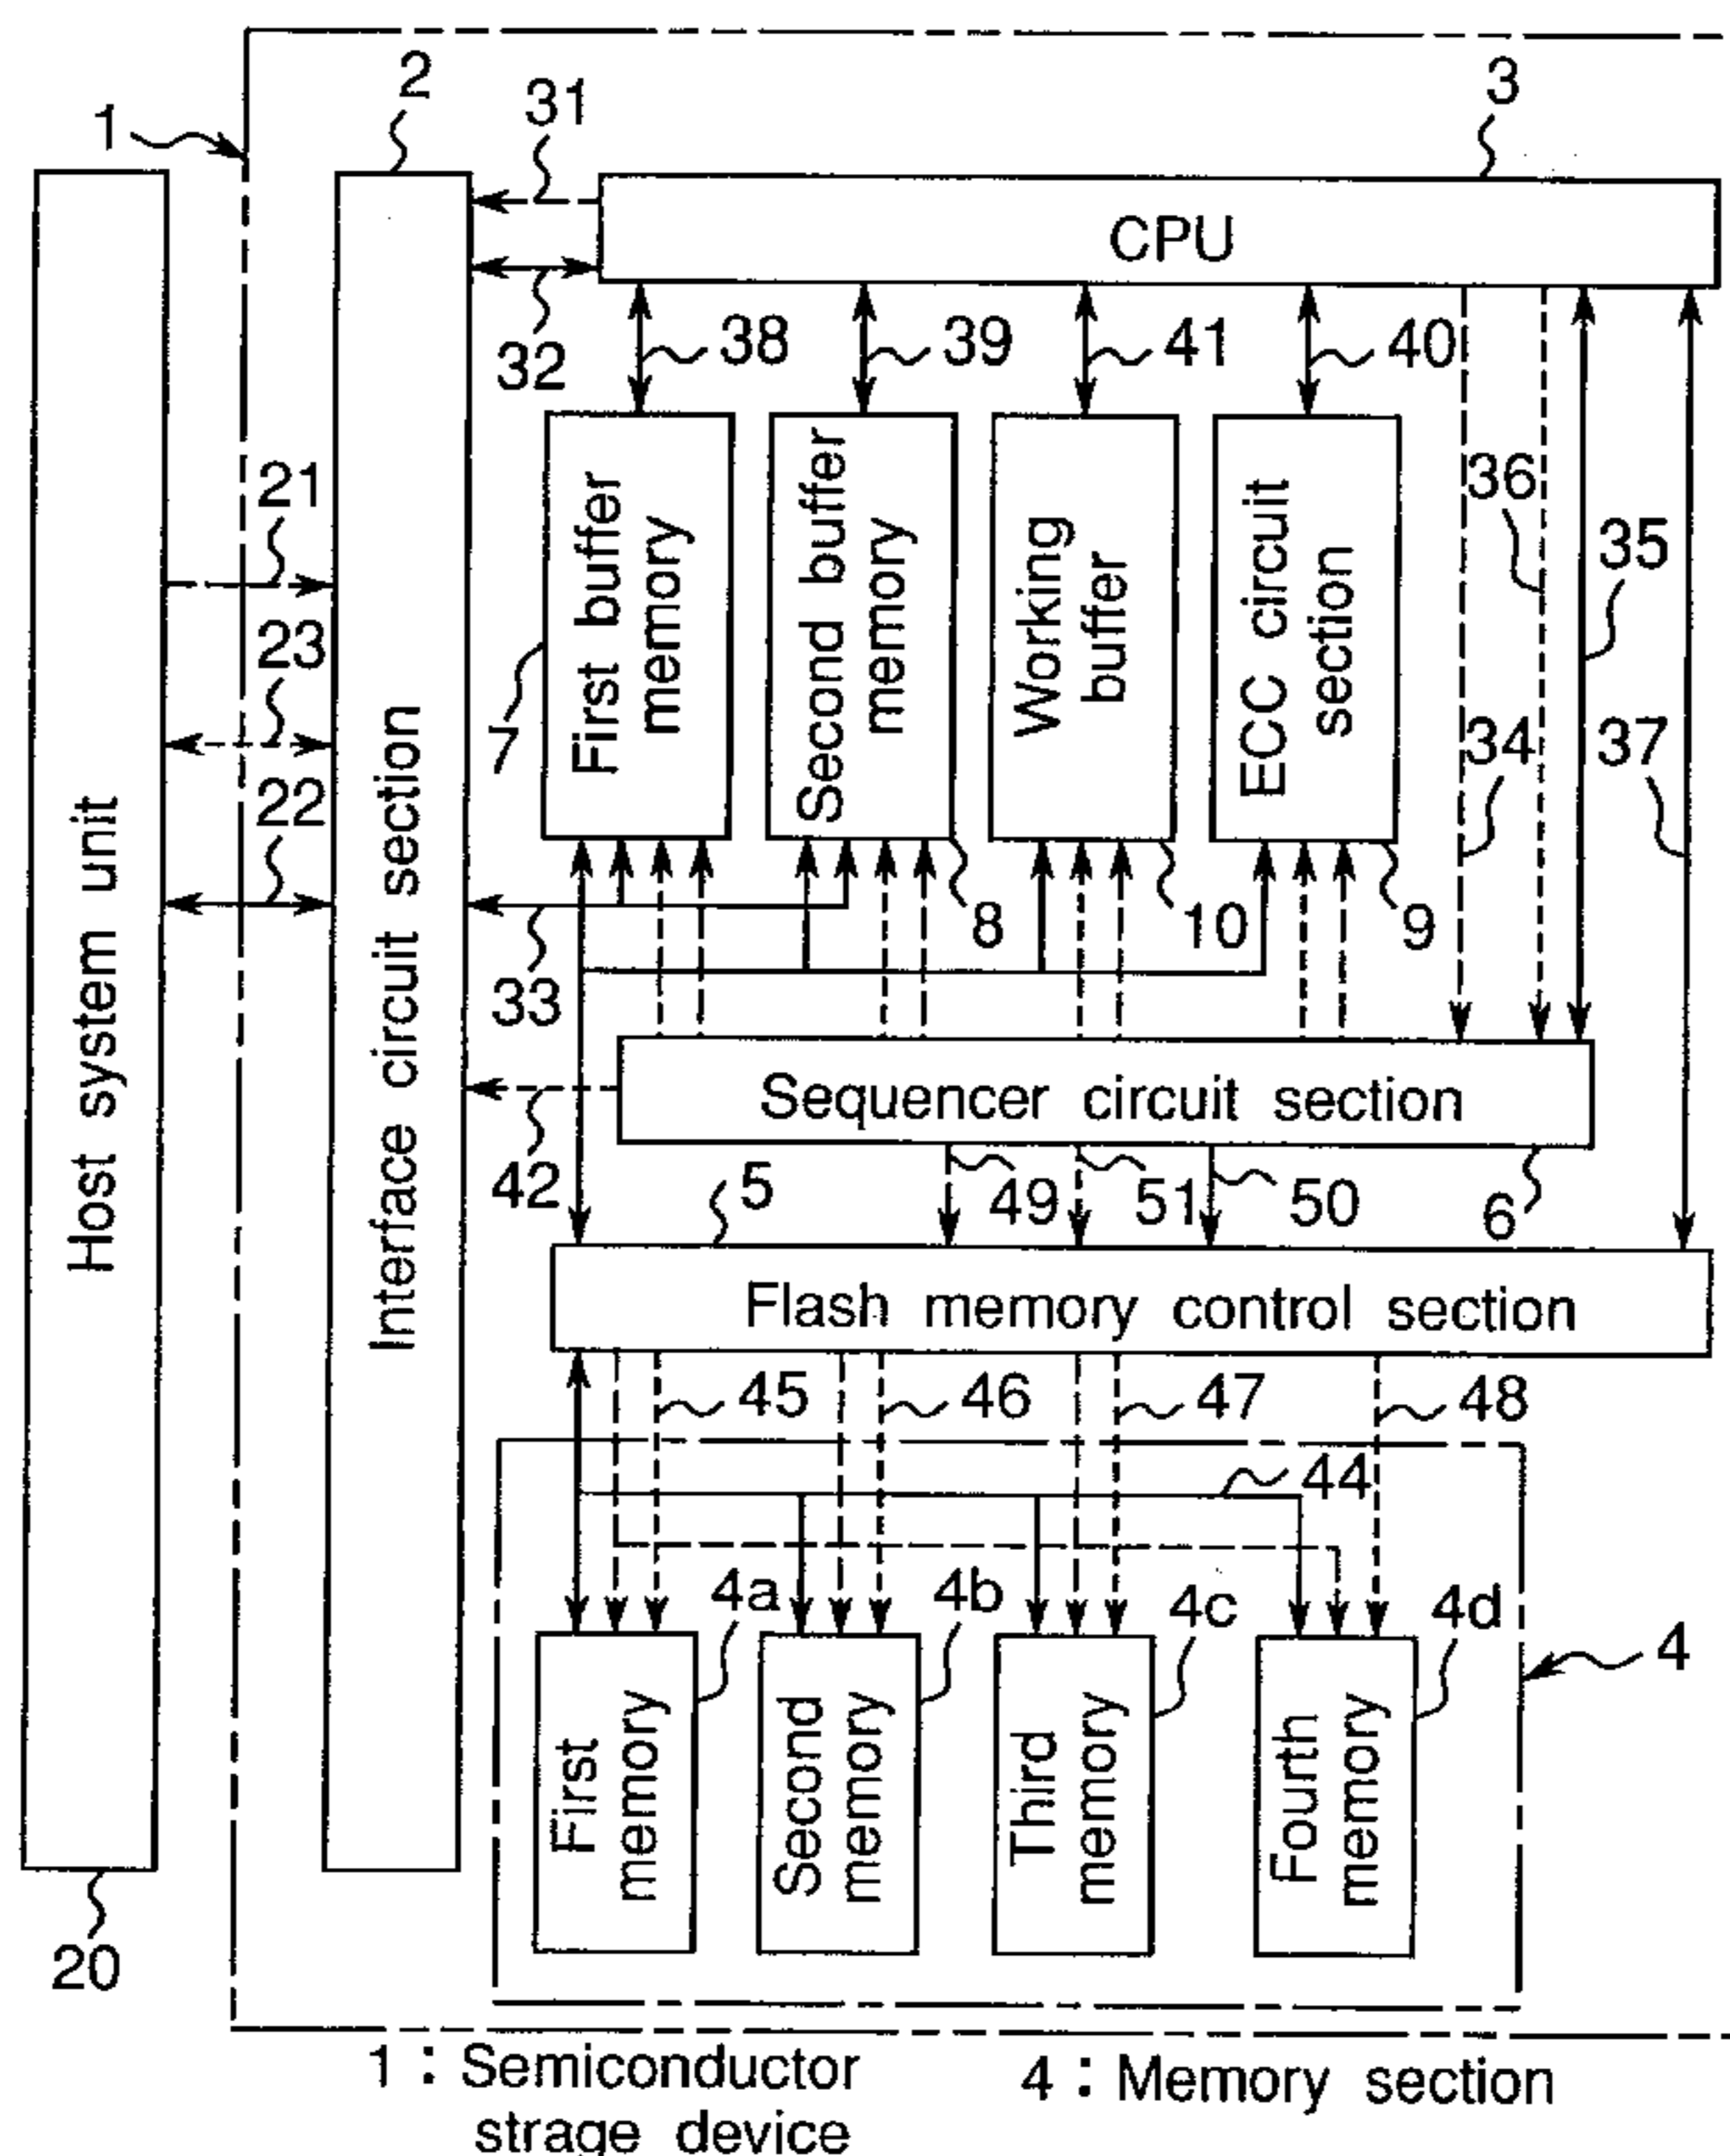 1
2
31
3
CPU
32
38
39
41
40
21
23
22
First buffer
memory
Second buffer
memory
Working
buffer
ECC circuit
section
36
35
34
37
7
8
10
9
33
Host system unit
Interface circuit section
Sequencer circuit section
42
5
49
51
50
6
Flash memory control section
45
46
47
48
44
4a
4b
4c
4d
4
First
memory
Second
memory
Third
memory
Fourth
memory
20
1 : Semiconductor
strage device
4 : Memory section